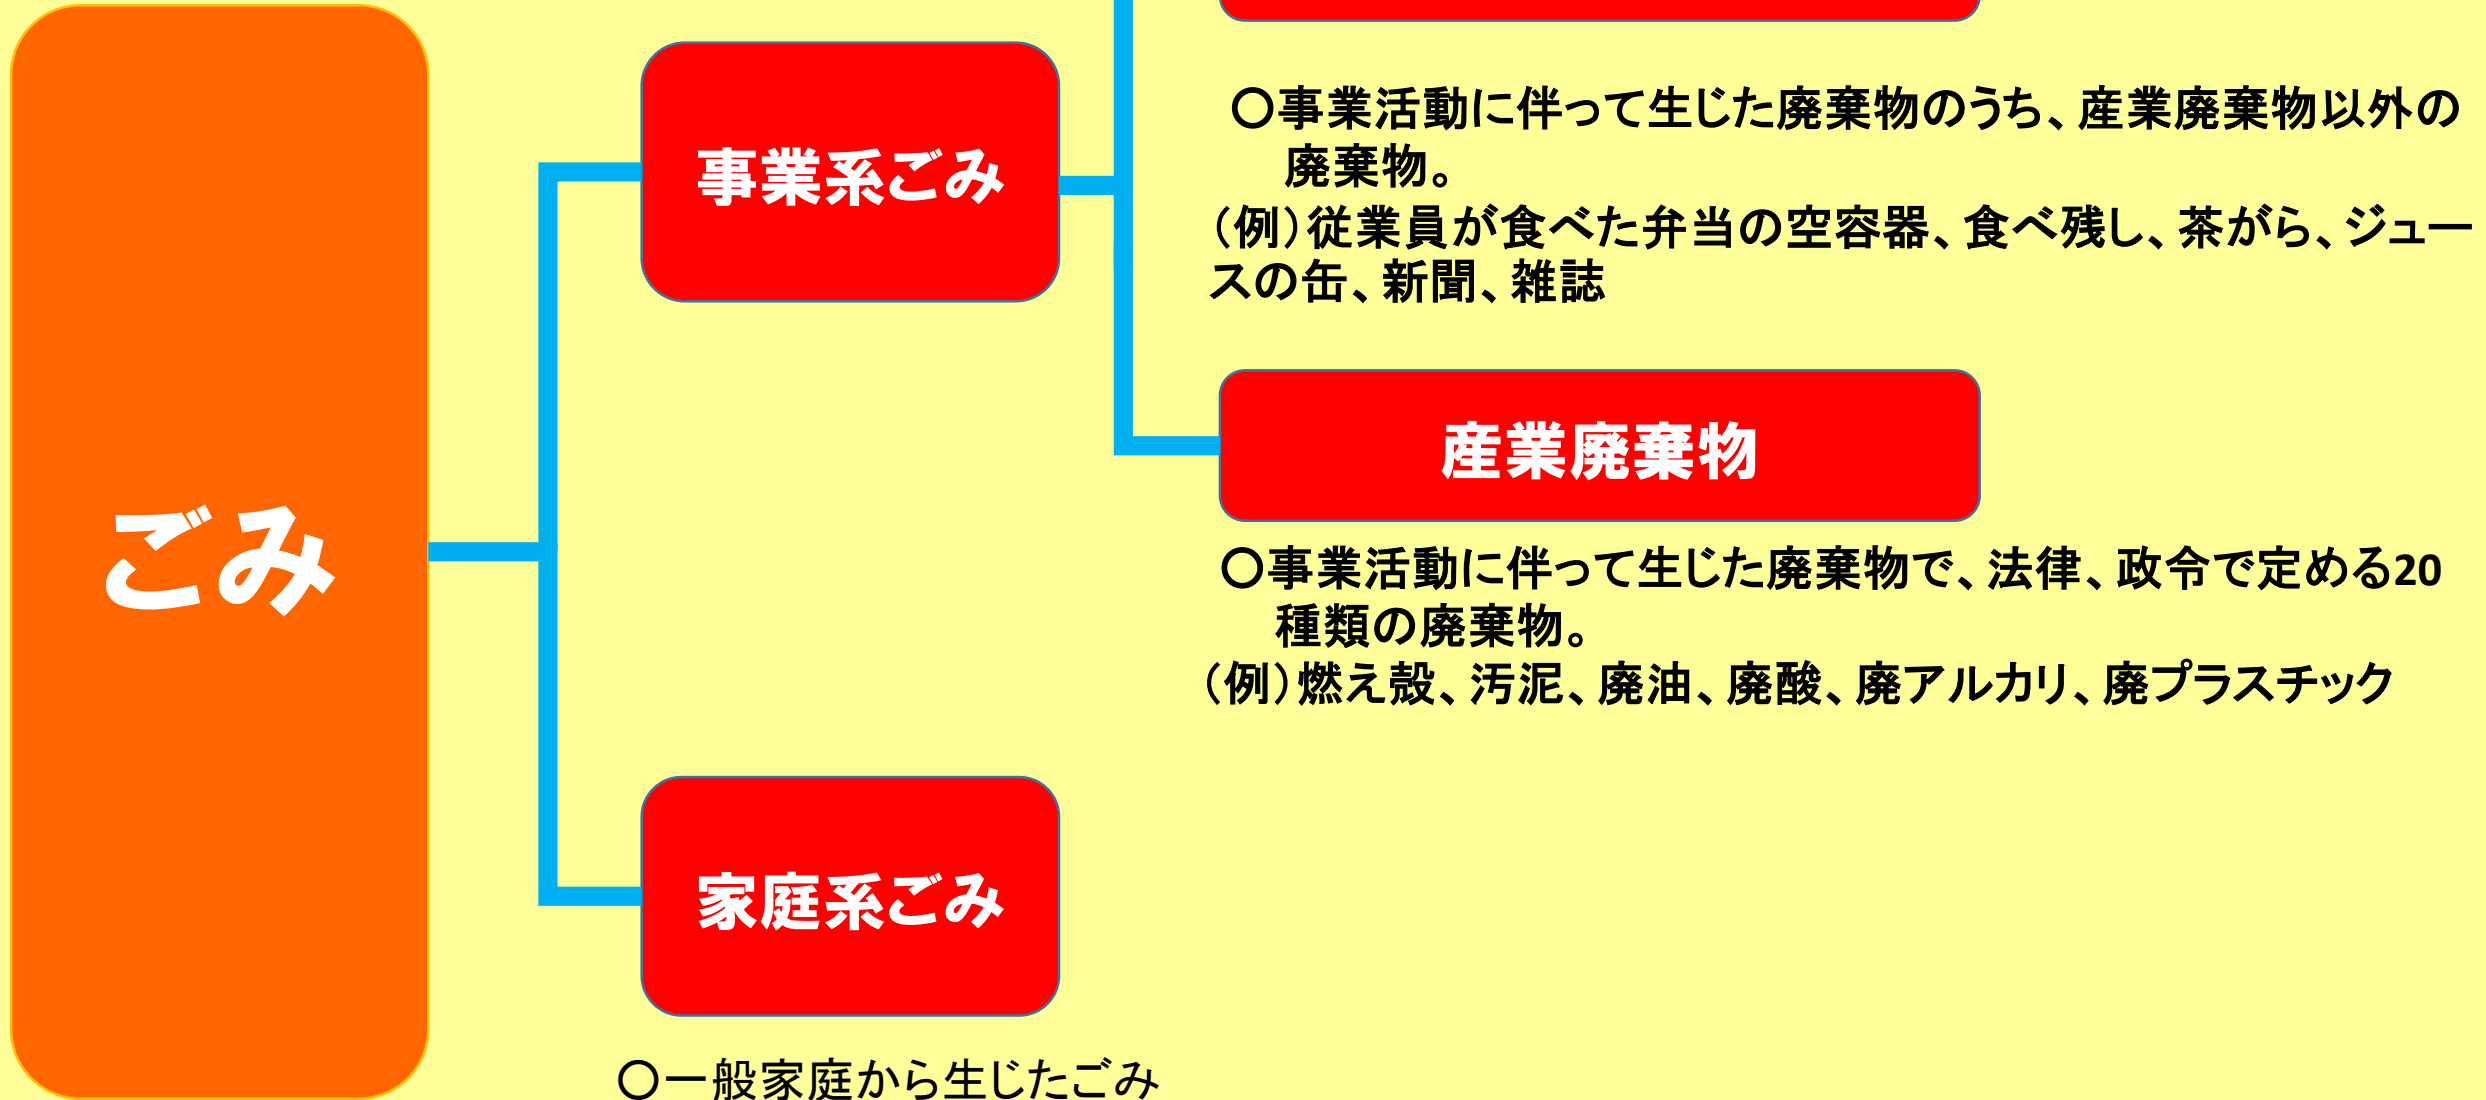 ごみ
事業系ごみ
〇事業活動に伴って生じた廃棄物のうち、産業廃棄物以外の
廃棄物。
（例）従業員が食べた弁当の空容器、食べ残し、茶がら、ジュー
スの缶、新聞、雑誌
産業廃棄物
〇事業活動に伴って生じた廃棄物で、法律、政令で定める20
種類の廃棄物。
（例）燃え殻、汚泥、廃油、廃酸、廃アルカリ、廃プラスチック
家庭系ごみ
〇一般家庭から生じたごみ